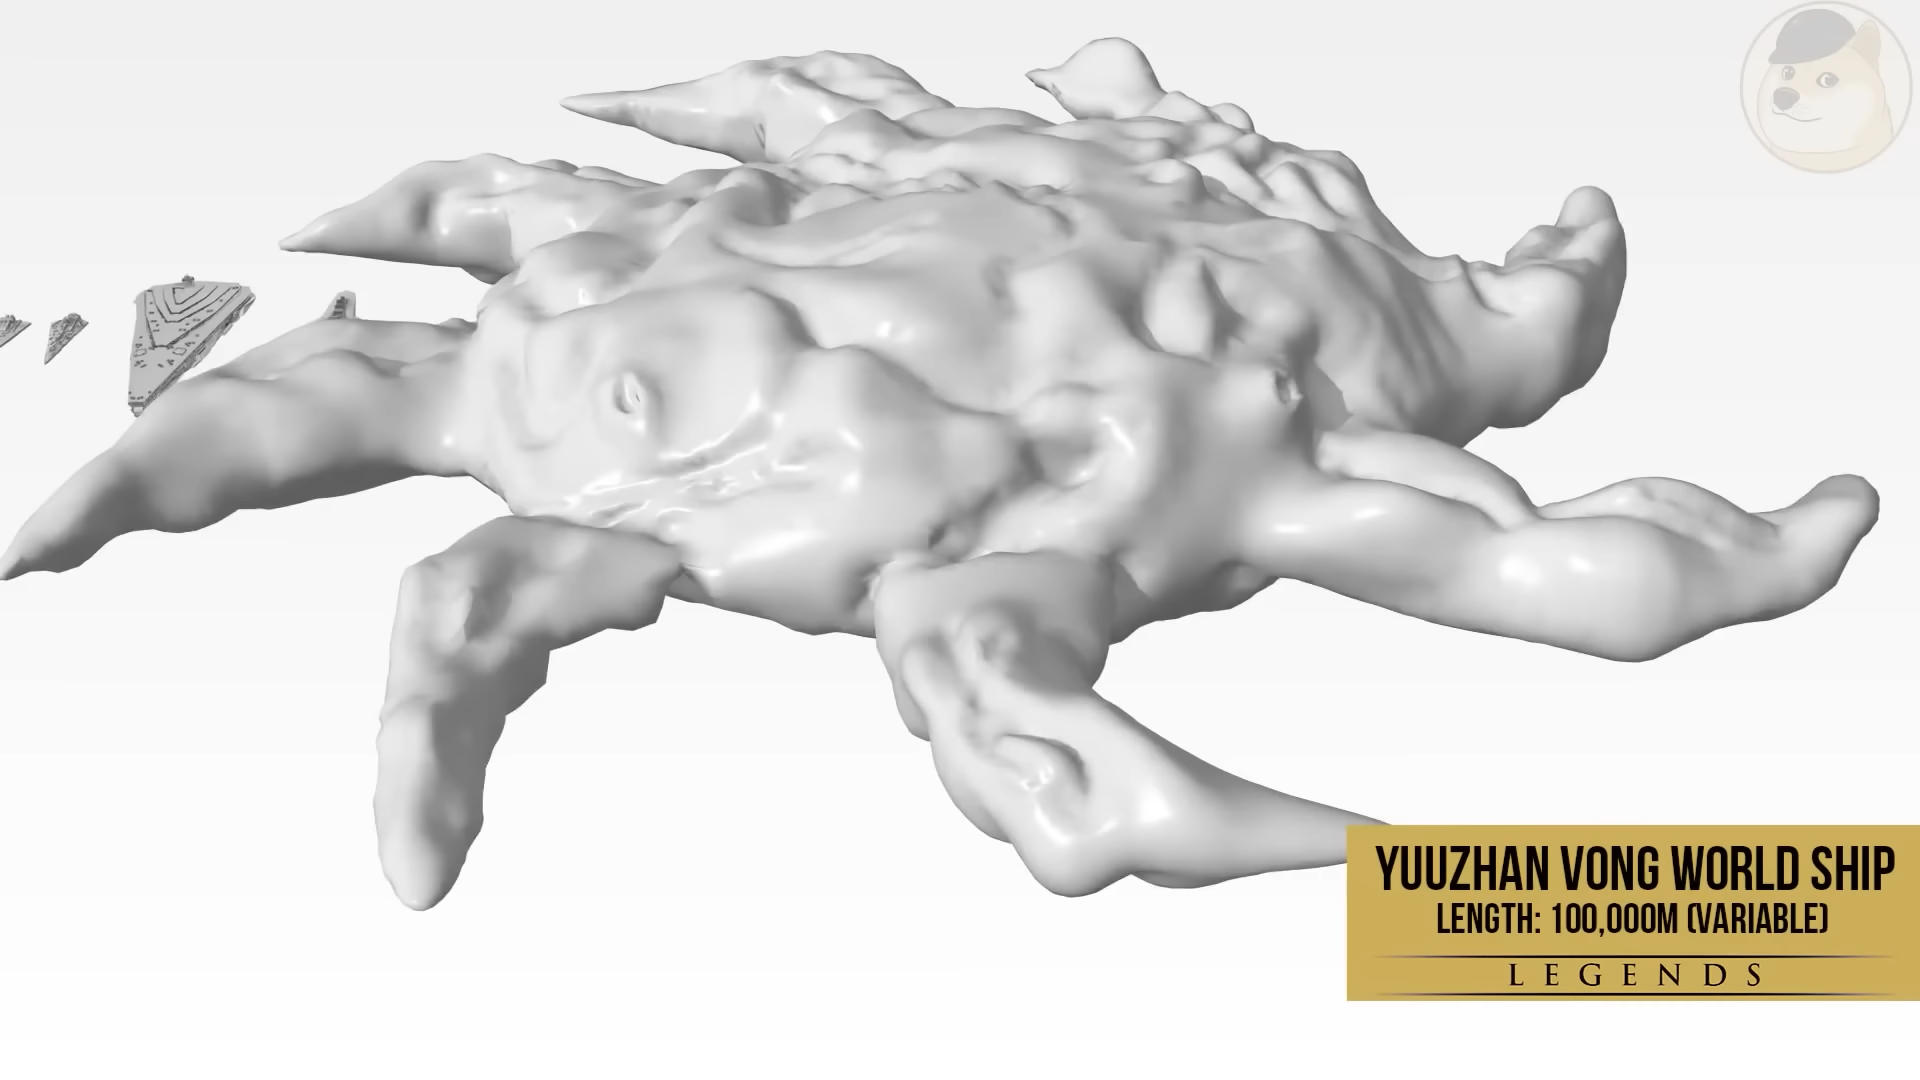 YUUZHAN VONG WORLD SHIP
LENGTH: 100,000M (VARIABLE)
LEGENDS